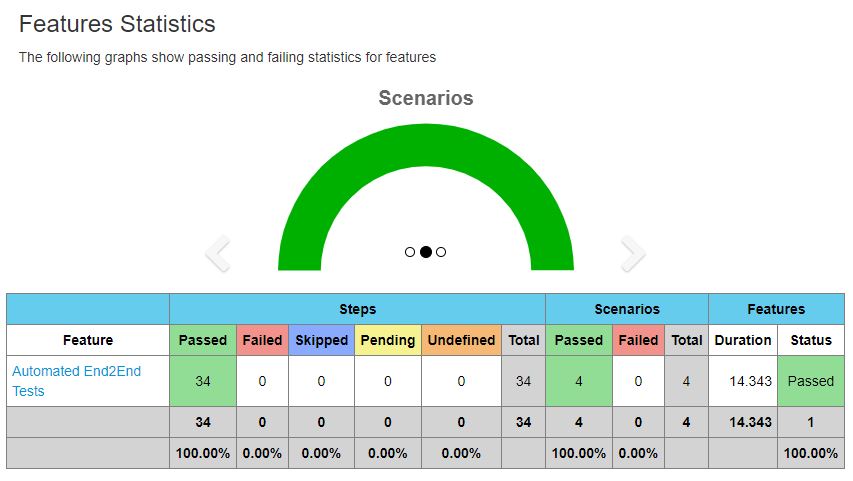 Features Statistics
The following graphs show passing and failing statistics for features
Scenarios
Steps Scenarios Features
Feature Passed Failed Skipped Pending Undefined Total Passed Failed Total Duration Status
Automated End2End
Tests 34 0 0 0 0 34 4 0 4 14.343 Passed
34 0 0 0 0 34 4 0 4 14.343 1
100.00% 0.00% 0.00% 0.00% 0.00% 100.00% 0.00% 100.00%